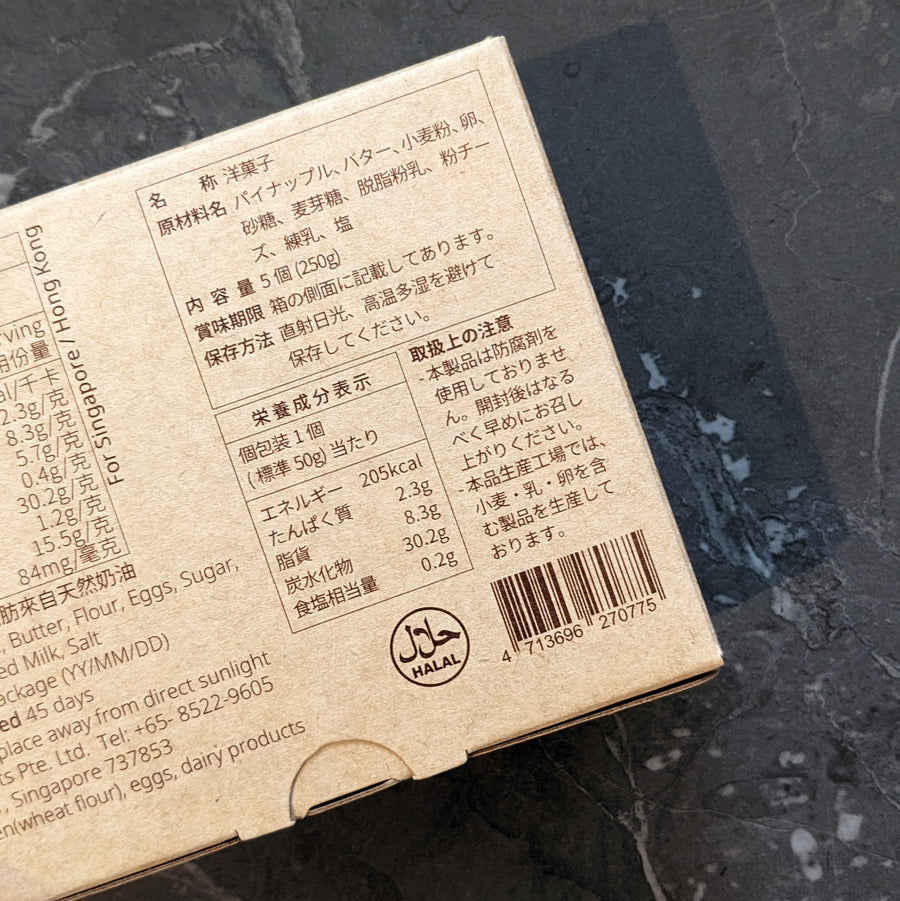 For Singapore / Hong Kong
用份量
2.3g/克
8.3g/克
5.7g/克
0.4g/克
30.2g/克
1.2g/克
15.5g/克
84mg/毫克
來自天然奶油
, Butter, Flour, Eggs, Sugar,
Milk, Salt
(YY/MM/DD)
45 days
place away from direct sunlight
Pte. Ltd. Tel: +65- 8522-9605
, Singapore 737853
(wheat flour), eggs, dairy products
名 称 洋菓子
原材料名 パイナップル、バター、小麦粉、卵、
砂糖、麦芽糖、脱脂粉乳、粉チー
ズ、練乳、塩
内 容 量 5 個 (250g)
賞味期限 箱の側面に記載してあります。
保存方法 直射日光、高温多湿を避けて
保存してください。
栄養成分表示
個包装 1 個
( 標準 50g) 当たり
エネルギー 205kcal
たんぱく質 2.3g
脂質 8.3g
炭水化物 30.2g
食塩相当量 0.2g
取扱上の注意
- 本製品は防腐剤を
使用しておりませ
ん。開封後はなる
べく早めにお召し
上がりください。
- 本品生産工場では、
小麦・乳・卵を含
む製品を生産して
おります。
حلال
HALAL
4 713696 270775